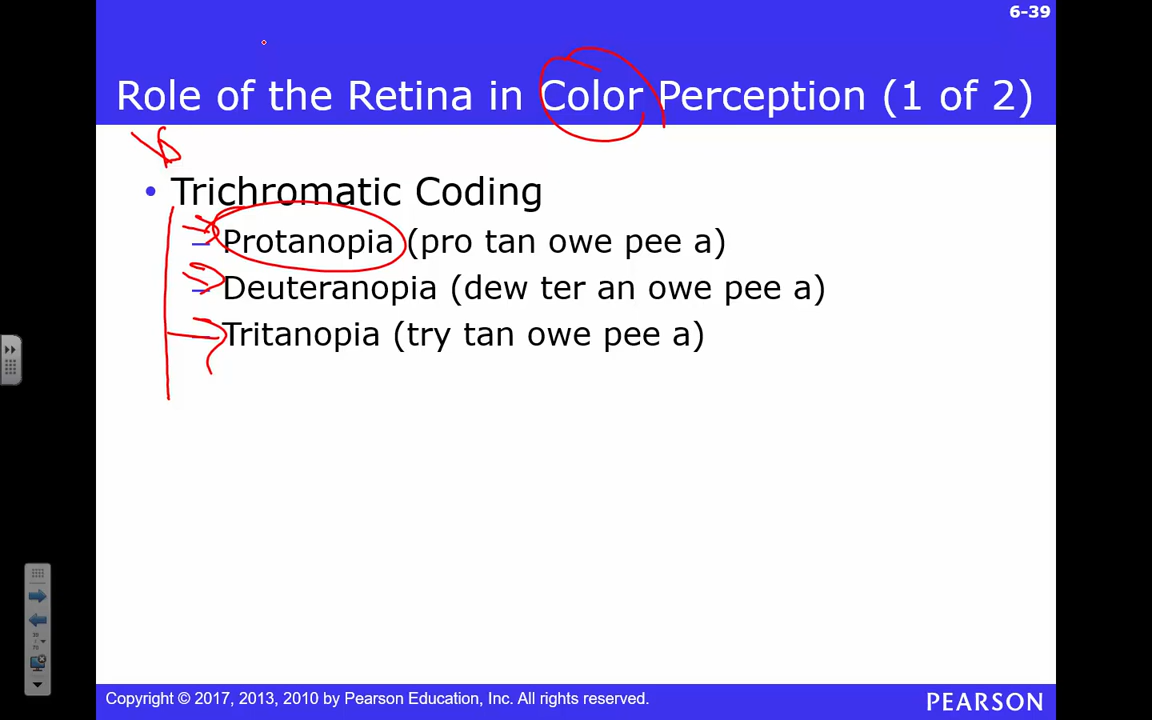 6-39
Role of the Retina in Color Perception (1 of 2)
• Trichromatic Coding
– Protanopia (pro tan owe pee a)
– Deuteranopia (dew ter an owe pee a)
Tritanopia (try tan owe pee a)
Copyright © 2017, 2013, 2010 by Pearson Education, Inc. All rights reserved.
PEARSON